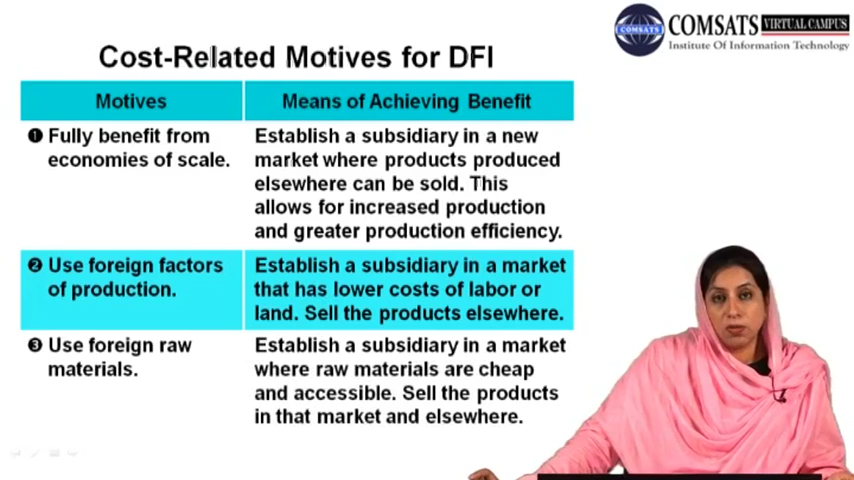 COMSATS VIRTUAL CAMPUS
Institute Of Information Technology
Cost-Related Motives for DFI
Motives
Means of Achieving Benefit
❶ Fully benefit from
economies of scale.
Establish a subsidiary in a new
market where products produced
elsewhere can be sold. This
allows for increased production
and greater production efficiency.
❷ Use foreign factors
of production.
Establish a subsidiary in a market
that has lower costs of labor or
land. Sell the products elsewhere.
❸ Use foreign raw
materials.
Establish a subsidiary in a market
where raw materials are cheap
and accessible. Sell the products
in that market and elsewhere.